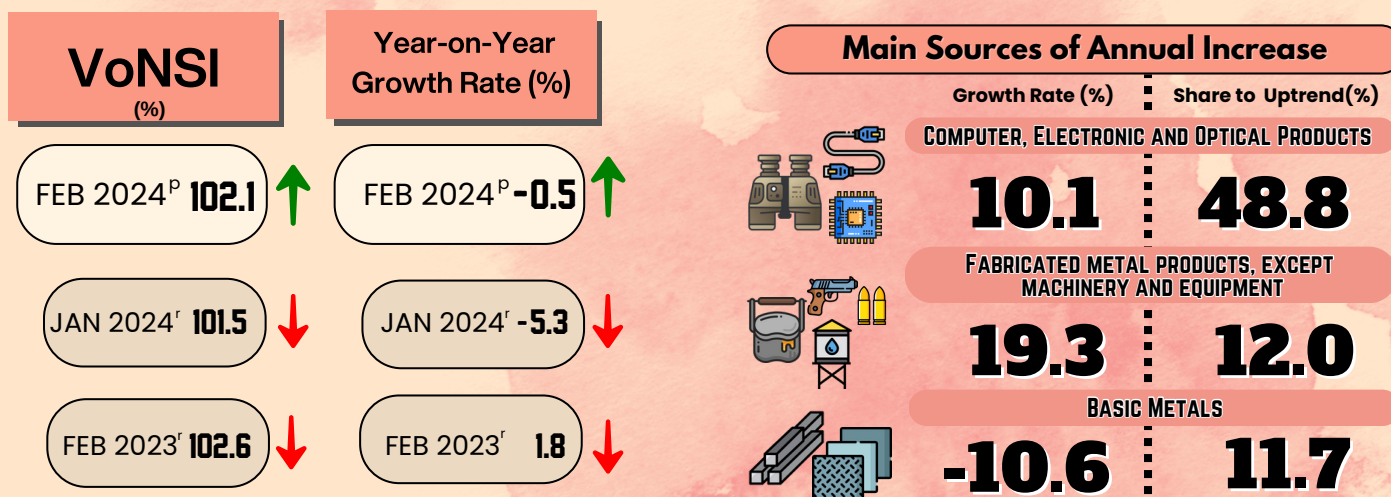 VoNSI
(%)
FEB 2024ᵖ 102.1
JAN 2024ʳ 101.5
FEB 2023ʳ 102.6
Year-on-Year
Growth Rate (%)
FEB 2024ᵖ -0.5
JAN 2024ʳ -5.3
FEB 2023ʳ 1.8
Main Sources of Annual Increase
Growth Rate (%) Share to Uptrend(%)
COMPUTER, ELECTRONIC AND OPTICAL PRODUCTS
10.1 48.8
FABRICATED METAL PRODUCTS, EXCEPT
MACHINERY AND EQUIPMENT
19.3 12.0
BASIC METALS
-10.6 11.7